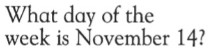 What day of the
week is November 14?